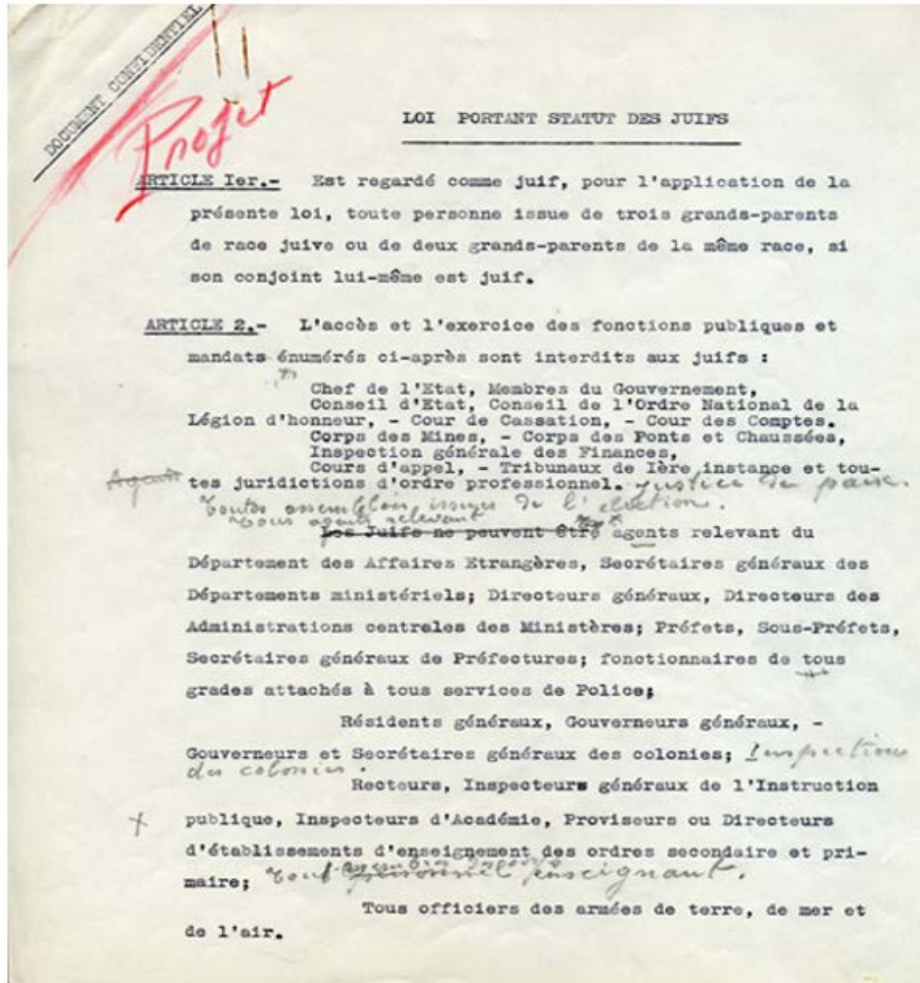 DOCUMENT CONFIDENTIEL
Projet
LOI PORTANT STATUT DES JUIFS
ARTICLE Ier.- Est regardé comme juif, pour l'application de la
présente loi, toute personne issue de trois grands-parents
de race juive ou de deux grands-parents de la même race, si
son conjoint lui-même est juif.
ARTICLE 2.- L'accès et l'exercice des fonctions publiques et
mandats énumérés ci-après sont interdits aux juifs :
Chef de l'Etat, Membres du Gouvernement,
Conseil d'Etat, Conseil de l'Ordre National de la
Légion d'honneur, - Cour de Cassation, - Cour des Comptes.
Corps des Mines, - Corps des Ponts et Chaussées,
Inspection générale des Finances,
Cours d'appel, - Tribunaux de Ière instance et tou-
Agents tes juridictions d'ordre professionnel. justice de paix.
toutes assemblées issues de l'élection.
tous agents relevant
Les Juifs ne peuvent être agents relevant du
Département des Affaires Etrangères, Secrétaires généraux des
Départements ministériels; Directeurs généraux, Directeurs des
Administrations centrales des Ministères; Préfets, Sous-Préfets,
Secrétaires généraux de Préfectures; fonctionnaires de tous
grades attachés à tous services de Police;
Résidents généraux, Gouverneurs généraux, -
Gouverneurs et Secrétaires généraux des colonies; Inspections
des colonies.
Recteurs, Inspecteurs généraux de l'Instruction
publique, Inspecteurs d'Académie, Proviseurs ou Directeurs
d'établissements d'enseignement des ordres secondaire et pri-
maire; tout personnel enseignant.
Tous officiers des armées de terre, de mer et
de l'air.